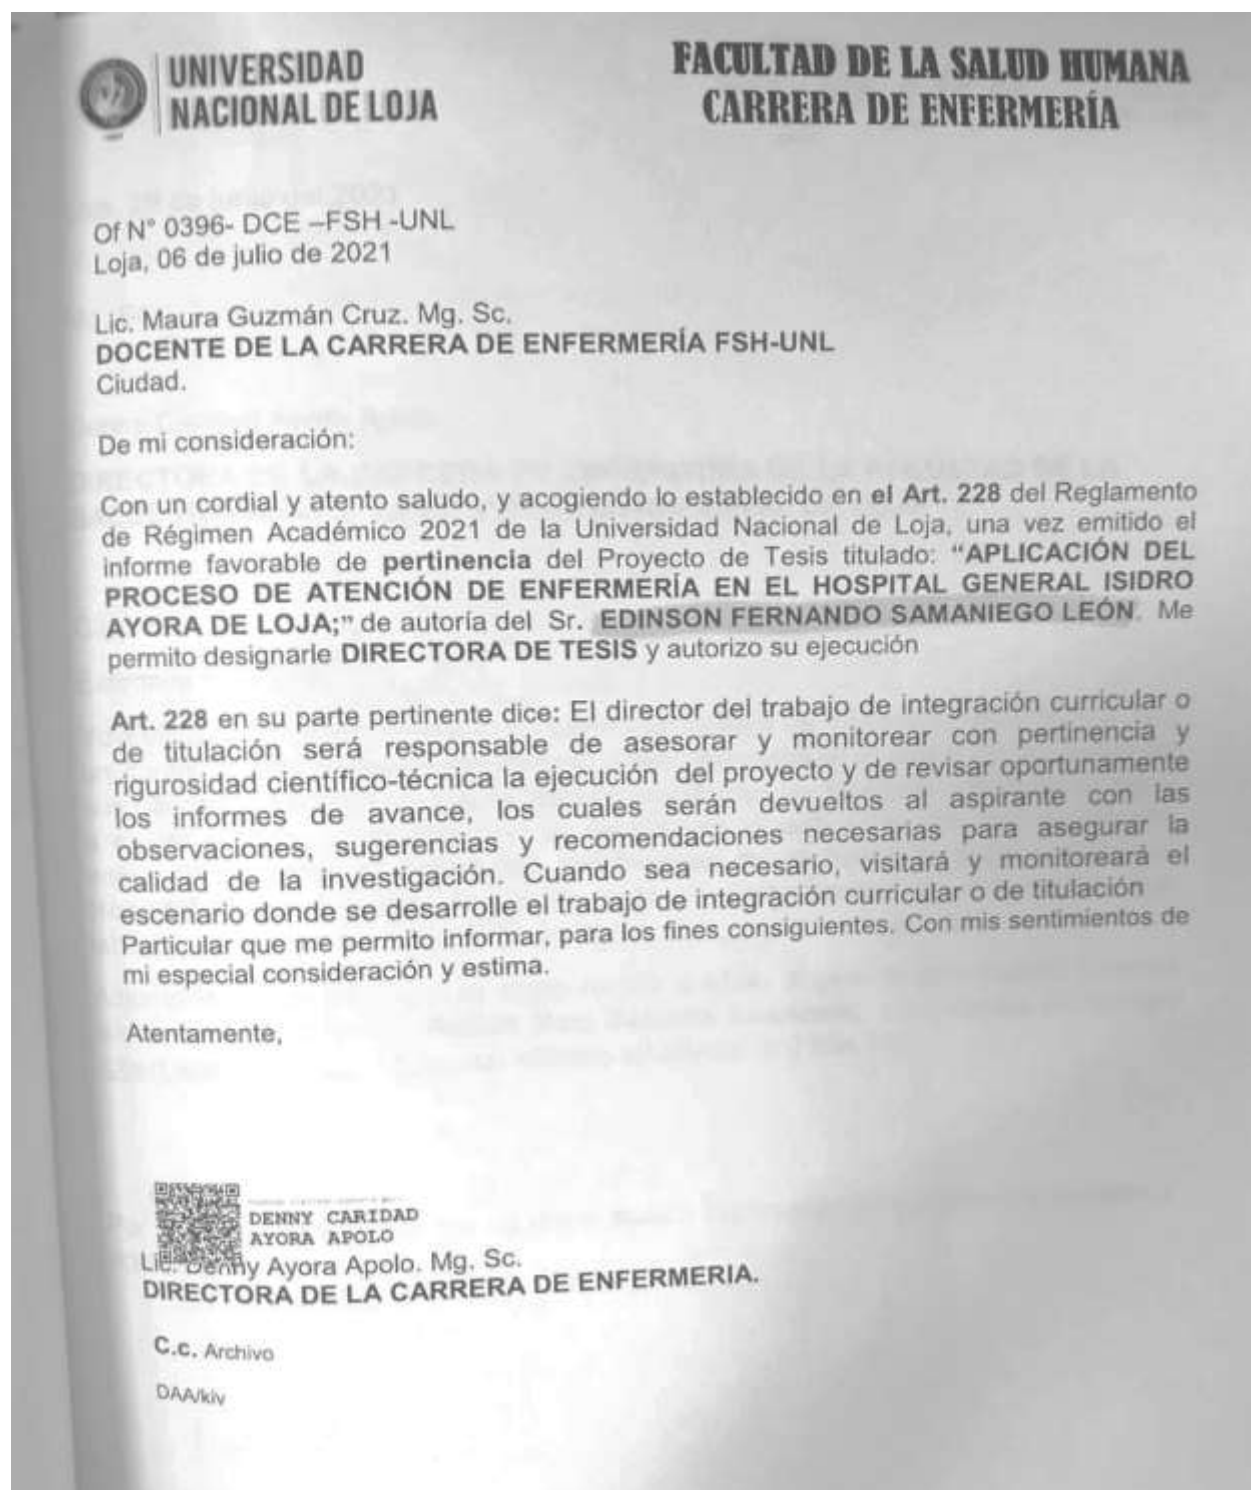 UNIVERSIDAD
NACIONAL DE LOJA
FACULTAD DE LA SALUD HUMANA
CARRERA DE ENFERMERÍA
Of N° 0396- DCE –FSH -UNL
Loja, 06 de julio de 2021
Lic. Maura Guzmán Cruz. Mg. Sc.
DOCENTE DE LA CARRERA DE ENFERMERÍA FSH-UNL
Ciudad.
De mi consideración:
Con un cordial y atento saludo, y acogiendo lo establecido en el Art. 228 del Reglamento
de Régimen Académico 2021 de la Universidad Nacional de Loja, una vez emitido el
informe favorable de pertinencia del Proyecto de Tesis titulado: “APLICACIÓN DEL
PROCESO DE ATENCIÓN DE ENFERMERÍA EN EL HOSPITAL GENERAL ISIDRO
AYORA DE LOJA;” de autoría del Sr. EDINSON FERNANDO SAMANIEGO LEÓN. Me
permito designarle DIRECTORA DE TESIS y autorizo su ejecución
Art. 228 en su parte pertinente dice: El director del trabajo de integración curricular o
de titulación será responsable de asesorar y monitorear con pertinencia y
rigurosidad científico-técnica la ejecución del proyecto y de revisar oportunamente
los informes de avance, los cuales serán devueltos al aspirante con las
observaciones, sugerencias y recomendaciones necesarias para asegurar la
calidad de la investigación. Cuando sea necesario, visitará y monitoreará el
escenario donde se desarrolle el trabajo de integración curricular o de titulación
Particular que me permito informar, para los fines consiguientes. Con mis sentimientos de
mi especial consideración y estima.
Atentamente,
DENNY CARIDAD
AYORA APOLO
Lic. Denny Ayora Apolo. Mg. Sc.
DIRECTORA DE LA CARRERA DE ENFERMERIA.
C.c. Archivo
DAA/kiv